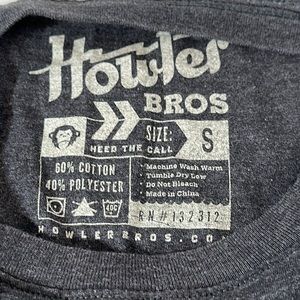 Howler
BROS
SIZE: S
HEED THE CALL
60% COTTON
40% POLYESTER
• Machine Wash Warm
• Tumble Dry Low
• Do Not Bleach
• Made in China
40C
RN#132312
HOWLERBROS.CO